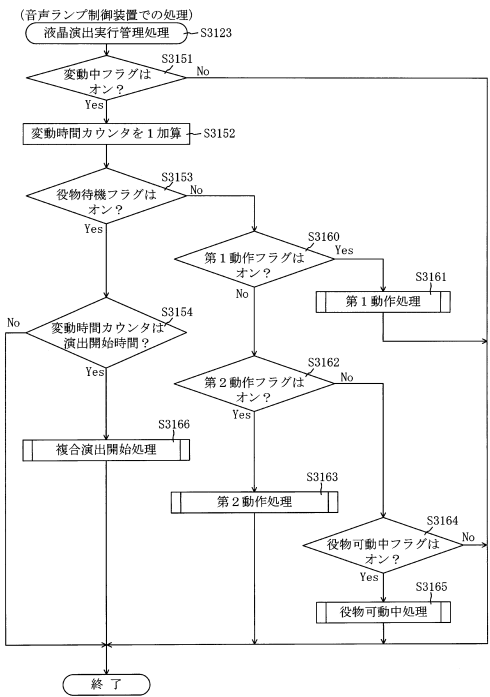 （音声ランプ制御装置での処理）
液晶演出実行管理処理
S3123
変動中フラグは
オン？
S3151
No
Yes
変動時間カウンタを１加算
S3152
役物待機フラグは
オン？
S3153
No
Yes
第１動作フラグは
オン？
S3160
Yes
No
第１動作処理
S3161
変動時間カウンタは
演出開始時間？
S3154
No
Yes
第２動作フラグは
オン？
S3162
No
Yes
複合演出開始処理
S3166
第２動作処理
S3163
役物可動中フラグは
オン？
S3164
No
Yes
役物可動中処理
S3165
終了